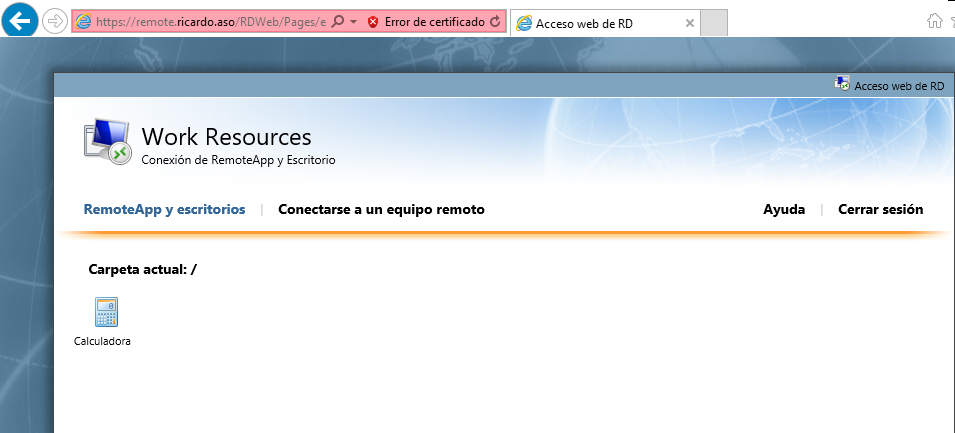 https://remote.ricardo.aso/RDWeb/Pages/e
Error de certificado
Acceso web de RD
Acceso web de RD
Work Resources
Conexión de RemoteApp y Escritorio
RemoteApp y escritorios | Conectarse a un equipo remoto
Ayuda | Cerrar sesión
Carpeta actual: /
Calculadora